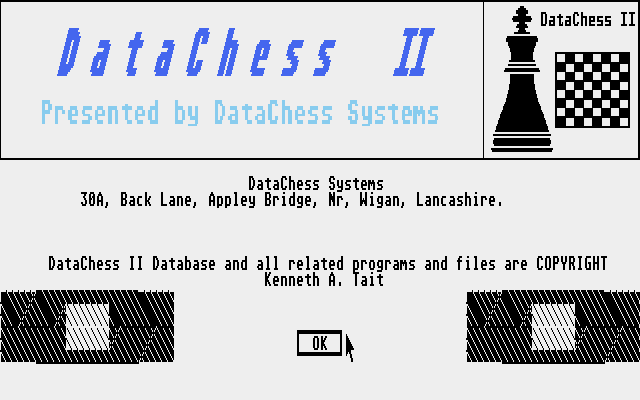 DataChess II
DataChess II
Presented by DataChess Systems
DataChess Systems
30A, Back Lane, Appley Bridge, Nr, Wigan, Lancashire.
DataChess II Database and all related programs and files are COPYRIGHT
Kenneth A. Tait
OK